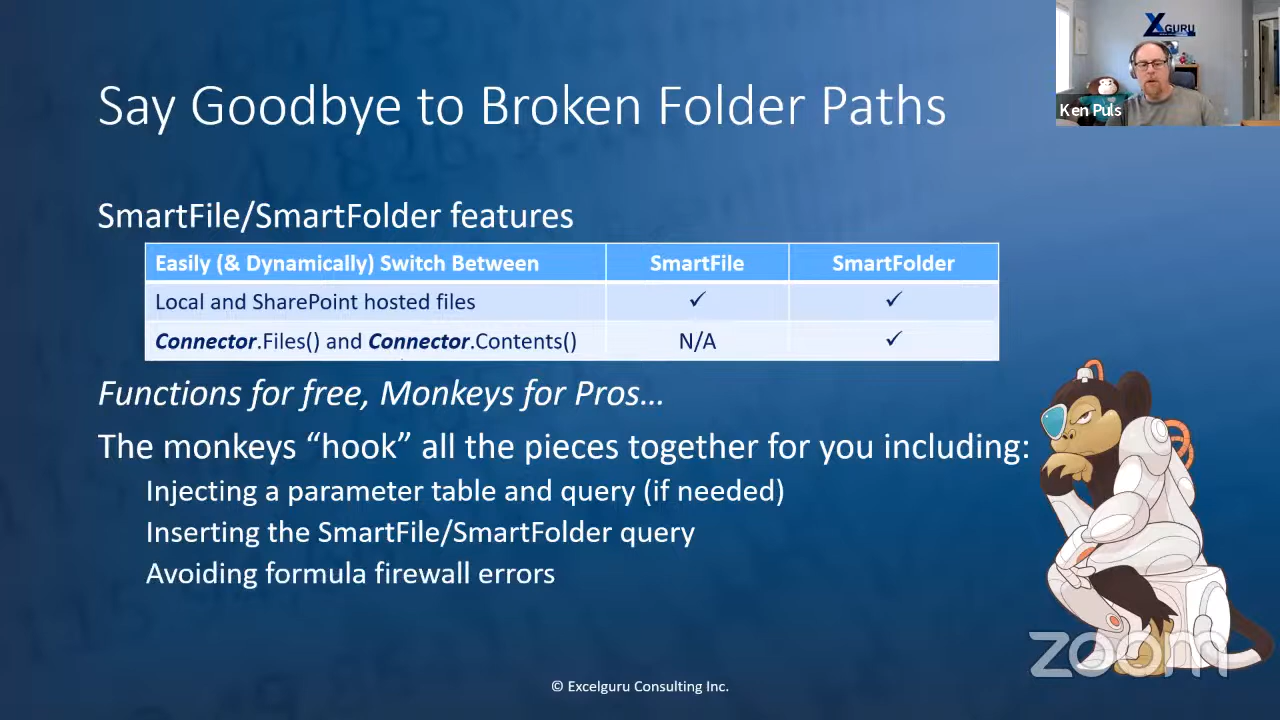 XLGURU
Ken Puls
Say Goodbye to Broken Folder Paths
SmartFile/SmartFolder features
Easily (& Dynamically) Switch Between SmartFile SmartFolder
Local and SharePoint hosted files ✓ ✓
Connector.Files() and Connector.Contents() N/A ✓
Functions for free, Monkeys for Pros...
The monkeys “hook” all the pieces together for you including:
Injecting a parameter table and query (if needed)
Inserting the SmartFile/SmartFolder query
Avoiding formula firewall errors
zoom
© Excelguru Consulting Inc.